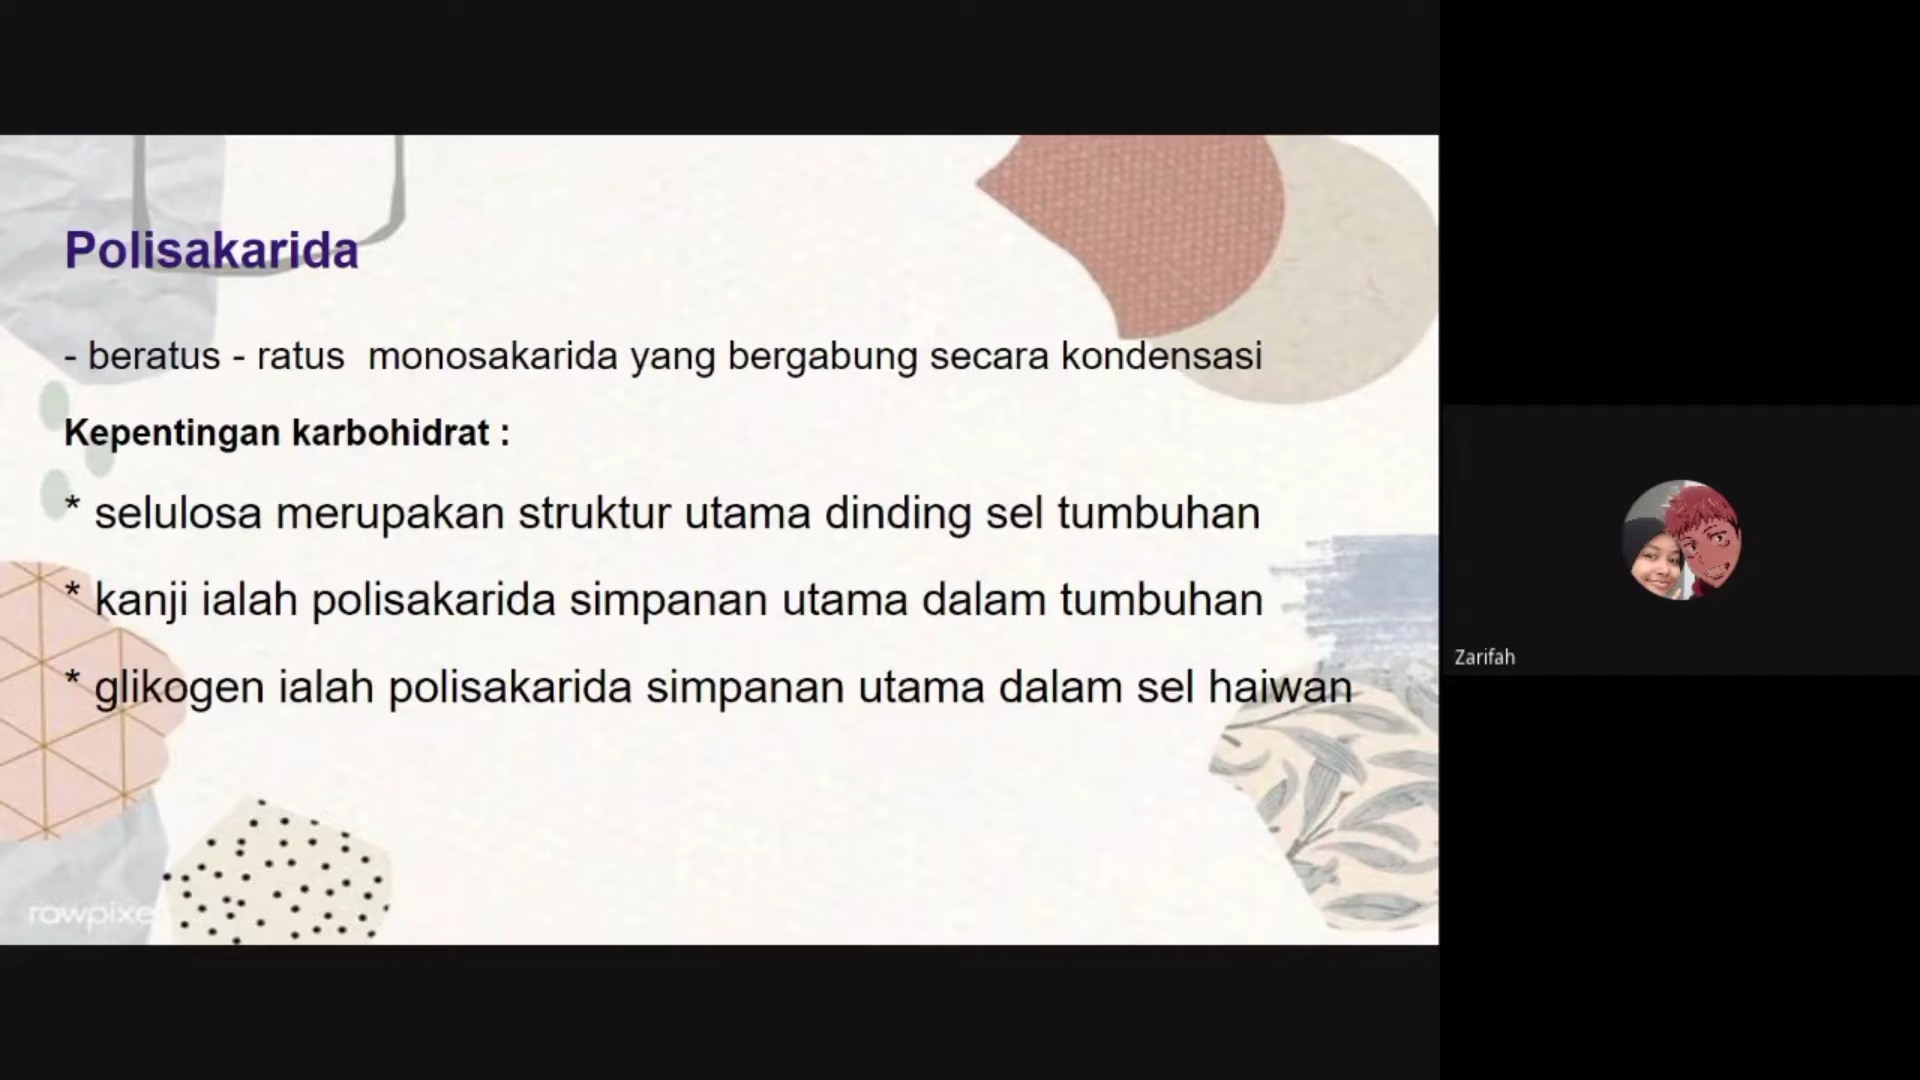 Polisakarida
- beratus - ratus  monosakarida yang bergabung secara kondensasi
Kepentingan karbohidrat :
* selulosa merupakan struktur utama dinding sel tumbuhan
* kanji ialah polisakarida simpanan utama dalam tumbuhan
* glikogen ialah polisakarida simpanan utama dalam sel haiwan
Zarifah
rawpixel